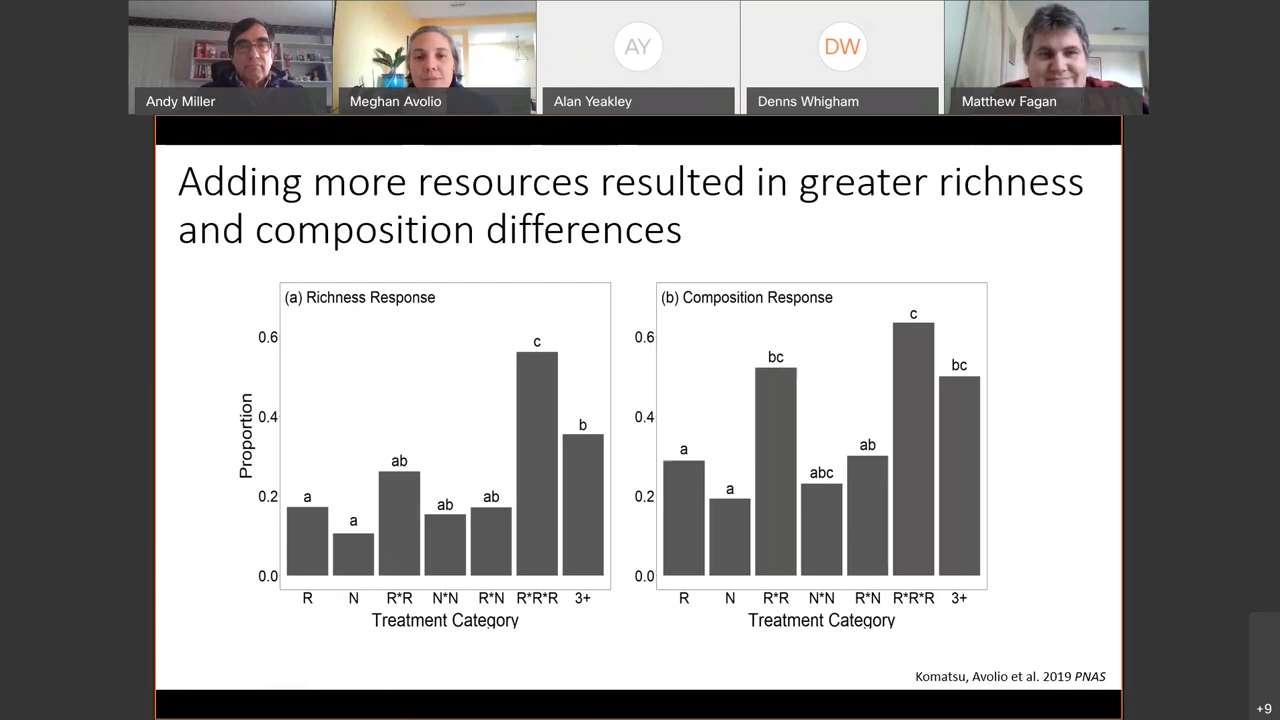 AY
DW
Andy Miller
Meghan Avolio
Alan Yeakley
Denns Whigham
Matthew Fagan
Adding more resources resulted in greater richness
and composition differences
(a) Richness Response
Proportion
0.6
0.4
0.2
0.0
a
a
ab
ab
ab
c
b
R
N
R*R
N*N
R*N
R*R*R
3+
Treatment Category
(b) Composition Response
0.6
0.4
0.2
0.0
a
a
bc
abc
ab
c
bc
R
N
R*R
N*N
R*N
R*R*R
3+
Treatment Category
Komatsu, Avolio et al. 2019 PNAS
+9